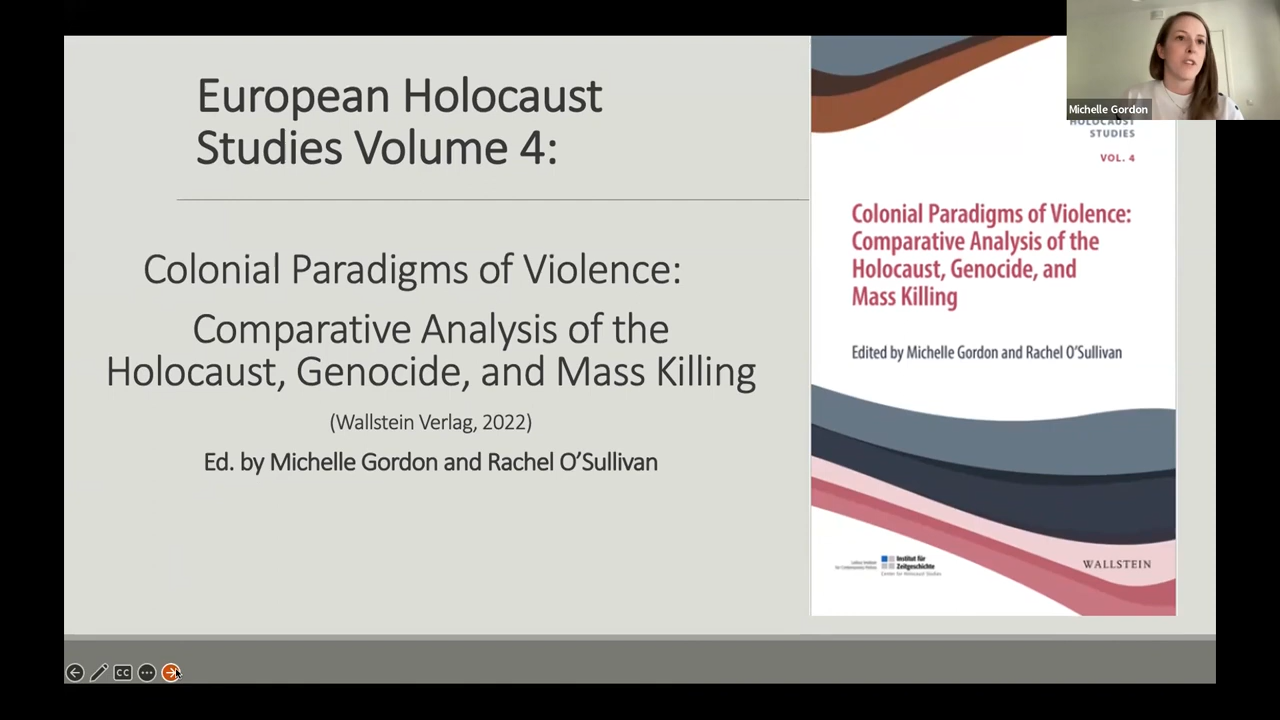 European Holocaust
Studies Volume 4:
Colonial Paradigms of Violence:
Comparative Analysis of the
Holocaust, Genocide, and Mass Killing
(Wallstein Verlag, 2022)
Ed. by Michelle Gordon and Rachel O’Sullivan
Michelle Gordon
HOLOCAUST
STUDIES
VOL. 4
Colonial Paradigms of Violence:
Comparative Analysis of the
Holocaust, Genocide, and
Mass Killing
Edited by Michelle Gordon and Rachel O’Sullivan
Institut für
Zeitgeschichte
Center for Holocaust Studies
WALLSTEIN
CC